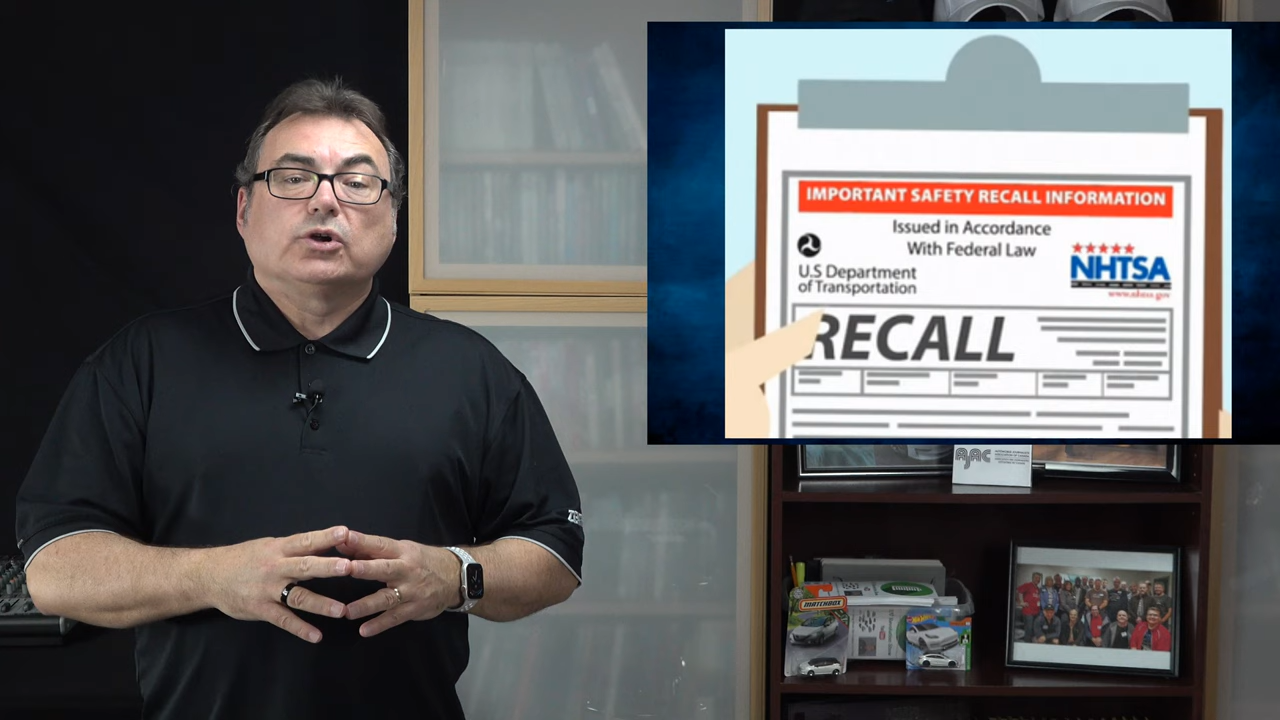 IMPORTANT SAFETY RECALL INFORMATION
Issued in Accordance
With Federal Law
U.S Department
of Transportation
NHTSA
www.nhtsa.gov
RECALL
AJAC
MATCHBOX